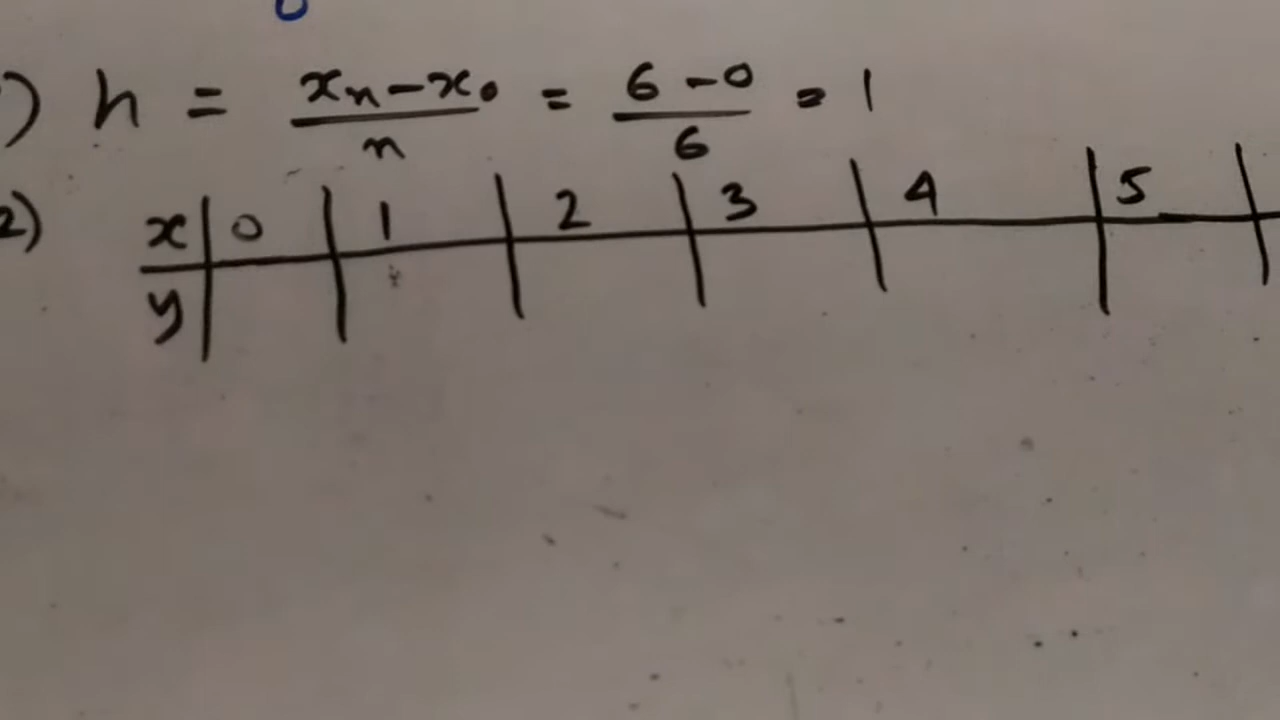 ) h = xₙ-x₀/n = 6-0/6 = 1
2) x | 0 | 1 | 2 | 3 | 4 | 5 |
y | | | | | | |